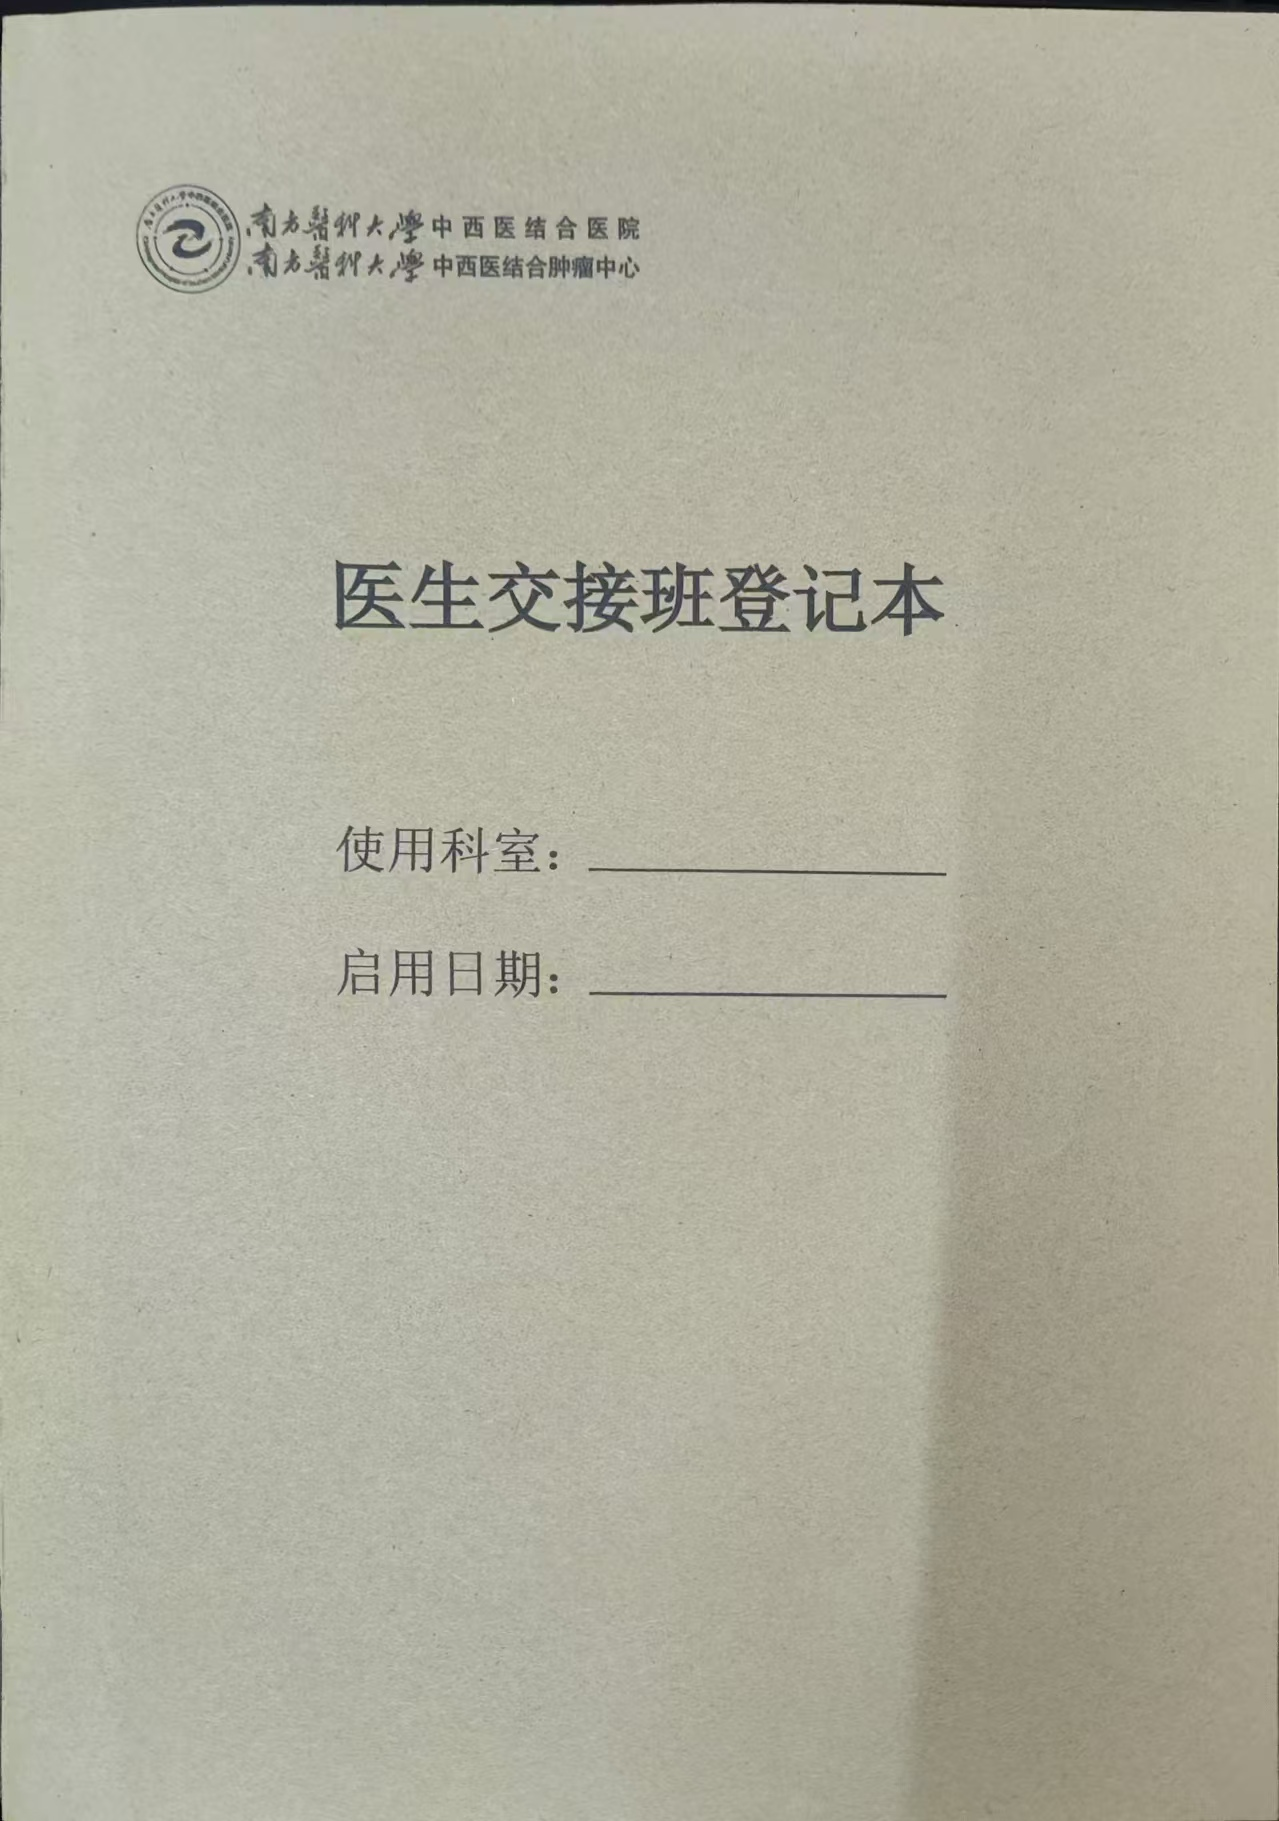 南方醫科大學中西医结合医院
南方醫科大學中西医结合肿瘤中心
医生交接班登记本
使用科室：
启用日期：